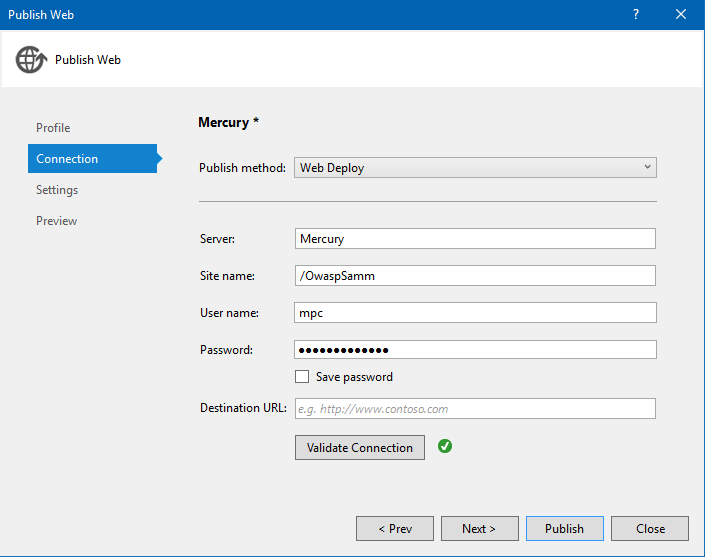 Publish Web
?
Publish Web
Profile
Connection
Settings
Preview
Mercury *
Publish method: Web Deploy
Server: Mercury
Site name: /OwaspSamm
User name: mpc
Password: ●●●●●●●●●●●●●
Save password
Destination URL: e.g. http://www.contoso.com
Validate Connection
< Prev Next > Publish Close